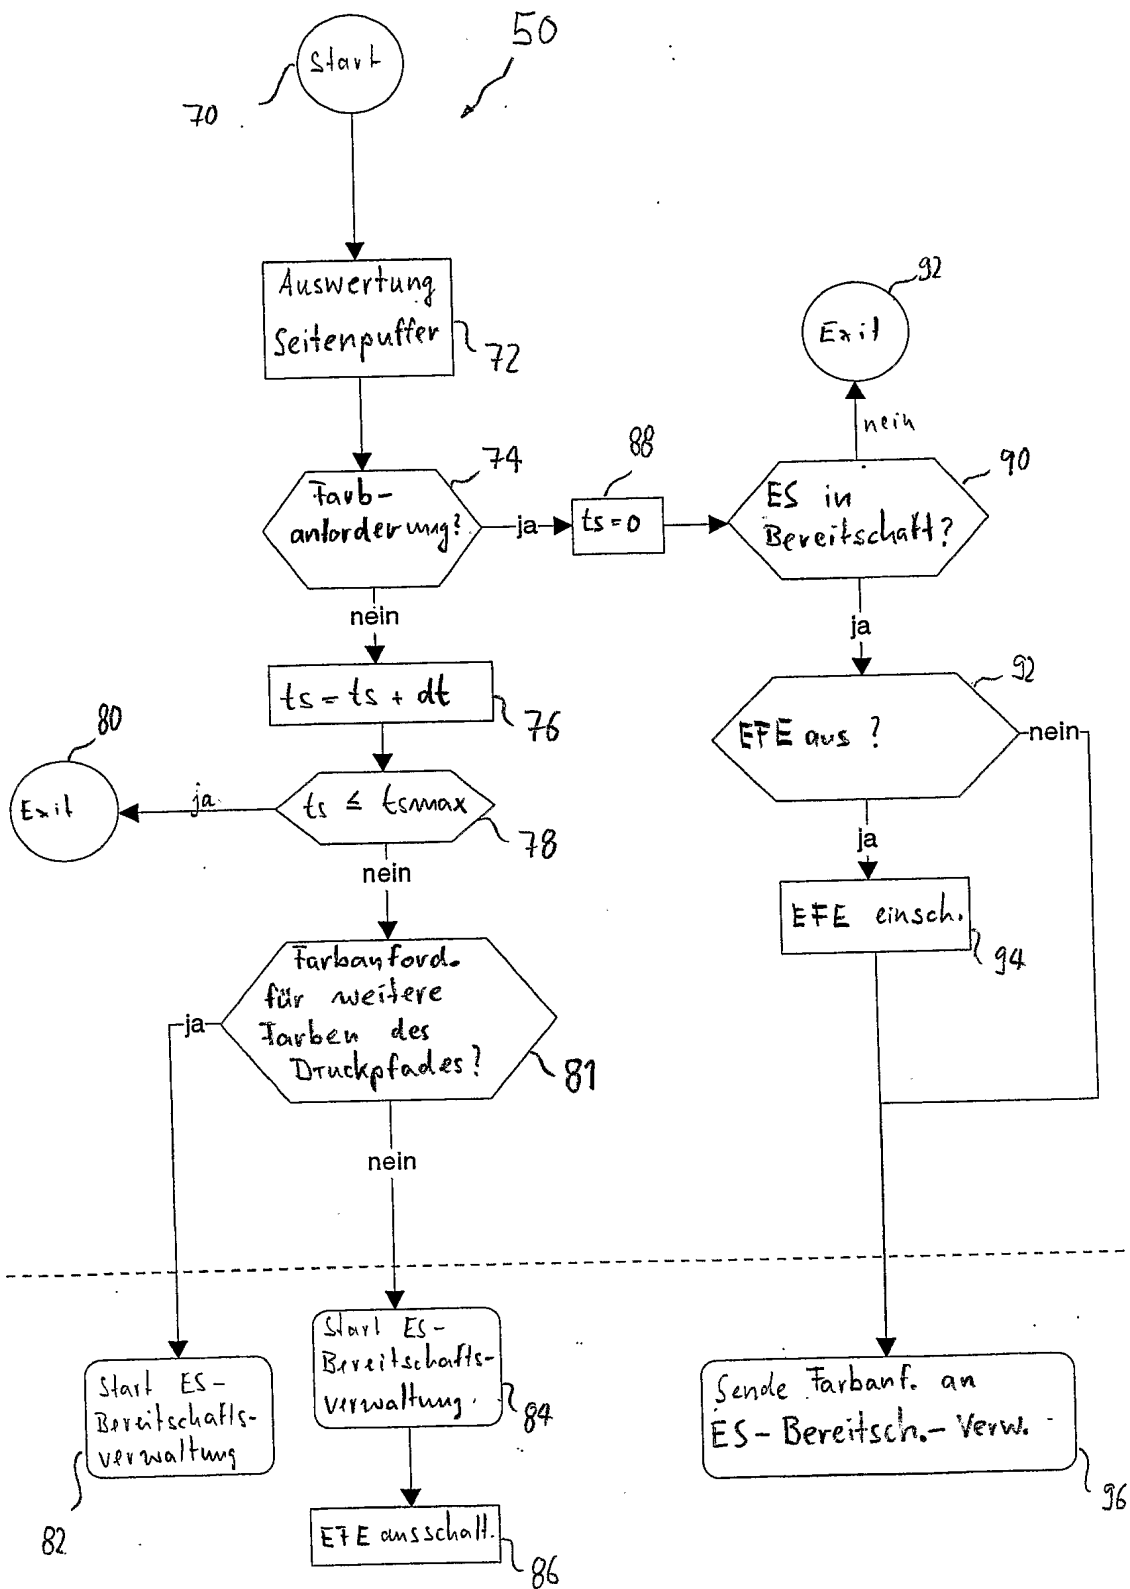 50
Start
70
Auswertung
Seitenpuffer
72
92
Exit
nein
Farb-
anforderung?
74
ja
88
ts = 0
ES in
Bereitschaft?
90
nein
ja
ts = ts + dt
76
EFE aus ?
92
nein
80
Exit
ja
ts ≤ tsmax
78
ja
nein
EFE einsch.
94
Farbanford.
für weitere
Farben des
Druckpfades?
81
ja
nein
Start ES-
Bereitschafts-
verwaltung
82
Start ES-
Bereitschafts-
verwaltung.
84
EFE ausschalt.
86
Sende Farbanf. an
ES-Bereitsch.-Verw.
96